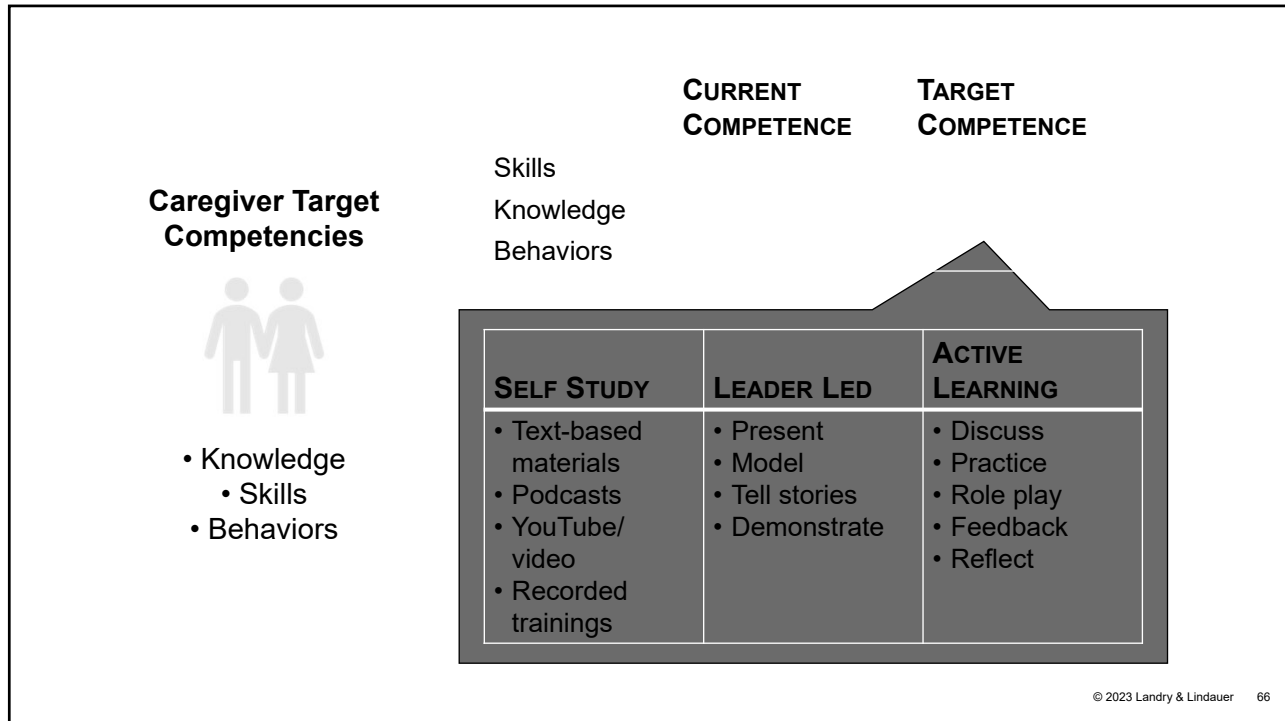 CURRENT
COMPETENCE
TARGET
COMPETENCE
Skills
Knowledge
Behaviors
Caregiver Target
Competencies
• Knowledge
• Skills
• Behaviors
SELF STUDY
• Text-based
materials
• Podcasts
• YouTube/
video
• Recorded
trainings
LEADER LED
• Present
• Model
• Tell stories
• Demonstrate
ACTIVE
LEARNING
• Discuss
• Practice
• Role play
• Feedback
• Reflect
© 2023 Landry & Lindauer 66